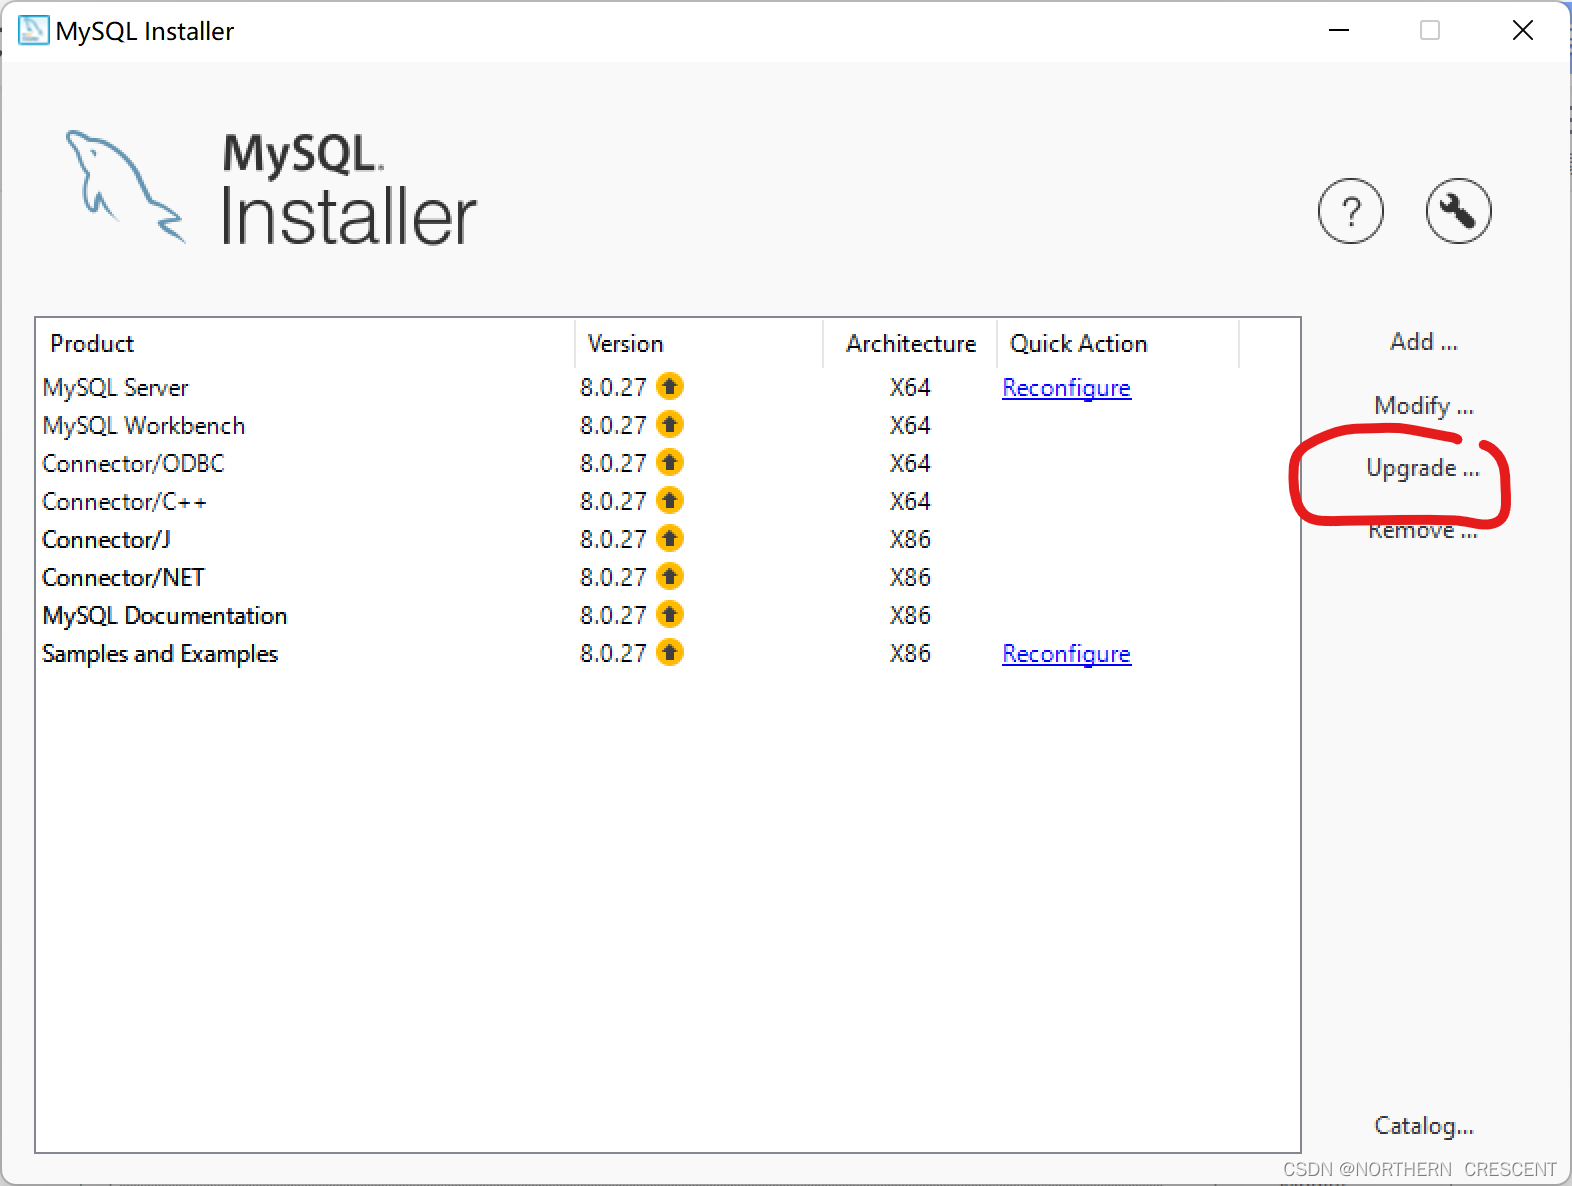 MySQL Installer
MySQL.
Installer
?
Product Version Architecture Quick Action
MySQL Server 8.0.27 X64 Reconfigure
MySQL Workbench 8.0.27 X64
Connector/ODBC 8.0.27 X64
Connector/C++ 8.0.27 X64
Connector/J 8.0.27 X86
Connector/NET 8.0.27 X86
MySQL Documentation 8.0.27 X86
Samples and Examples 8.0.27 X86 Reconfigure
Add ...
Modify ...
Upgrade ...
Remove ...
Catalog...
CSDN @NORTHERN_CRESCENT